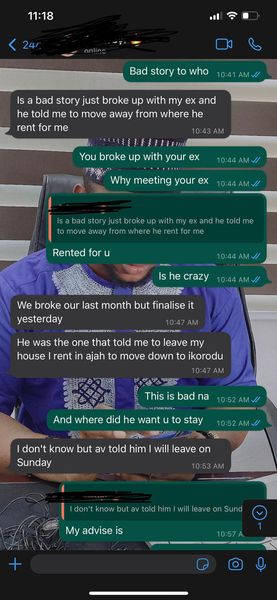 11:18
24
online
Bad story to who 10:41 AM
Is a bad story just broke up with my ex and
he told me to move away from where he
rent for me
10:43 AM
You broke up with your ex 10:44 AM
Why meeting your ex 10:44 AM
Is a bad story just broke up with my ex and he told me
to move away from where he rent for me
Rented for u 10:44 AM
Is he crazy 10:44 AM
We broke our last month but finalise it
yesterday 10:47 AM
He was the one that told me to leave my
house I rent in ajah to move down to ikorodu
10:47 AM
This is bad na 10:52 AM
And where did he want u to stay 10:52 AM
I don't know but av told him I will leave on
Sunday 10:53 AM
I don't know but av told him I will leave on Sund
My advise is 10:57 A
1